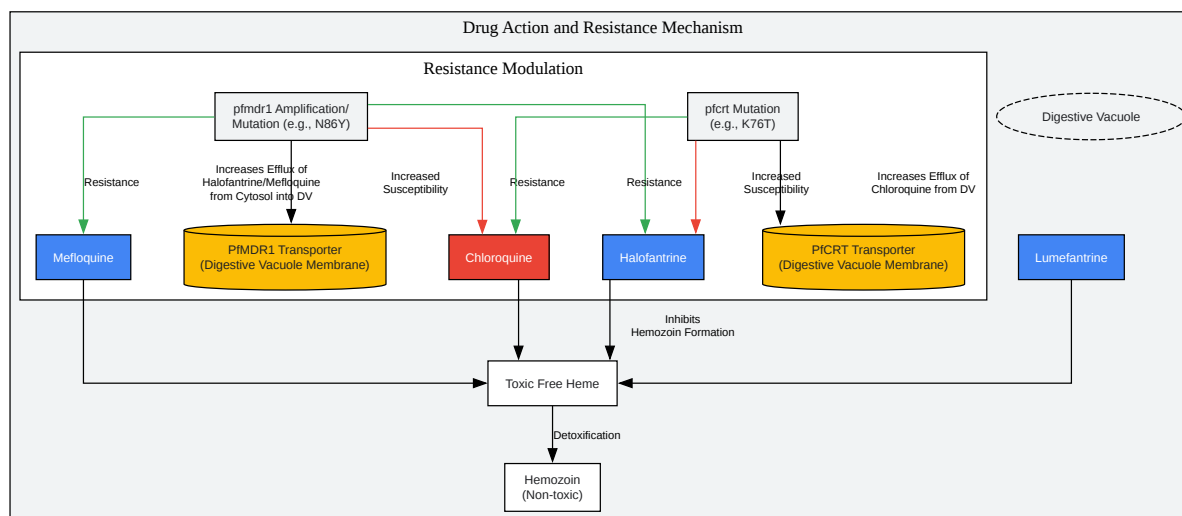 Drug Action and Resistance Mechanism
Resistance Modulation
pfmdr1 Amplification/
Mutation (e.g., N86Y)
pfcrt Mutation
(e.g., K76T)
Digestive Vacuole
Resistance
Increases Efflux of
Halofantrine/Mefloquine
from Cytosol into DV
Increased
Susceptibility
Resistance
Resistance
Increased
Susceptibility
Increases Efflux of
Chloroquine from DV
Mefloquine
PfMDR1 Transporter
(Digestive Vacuole Membrane)
Chloroquine
Halofantrine
PfCRT Transporter
(Digestive Vacuole Membrane)
Lumefantrine
Inhibits
Hemozoin Formation
Toxic Free Heme
Detoxification
Hemozoin
(Non-toxic)